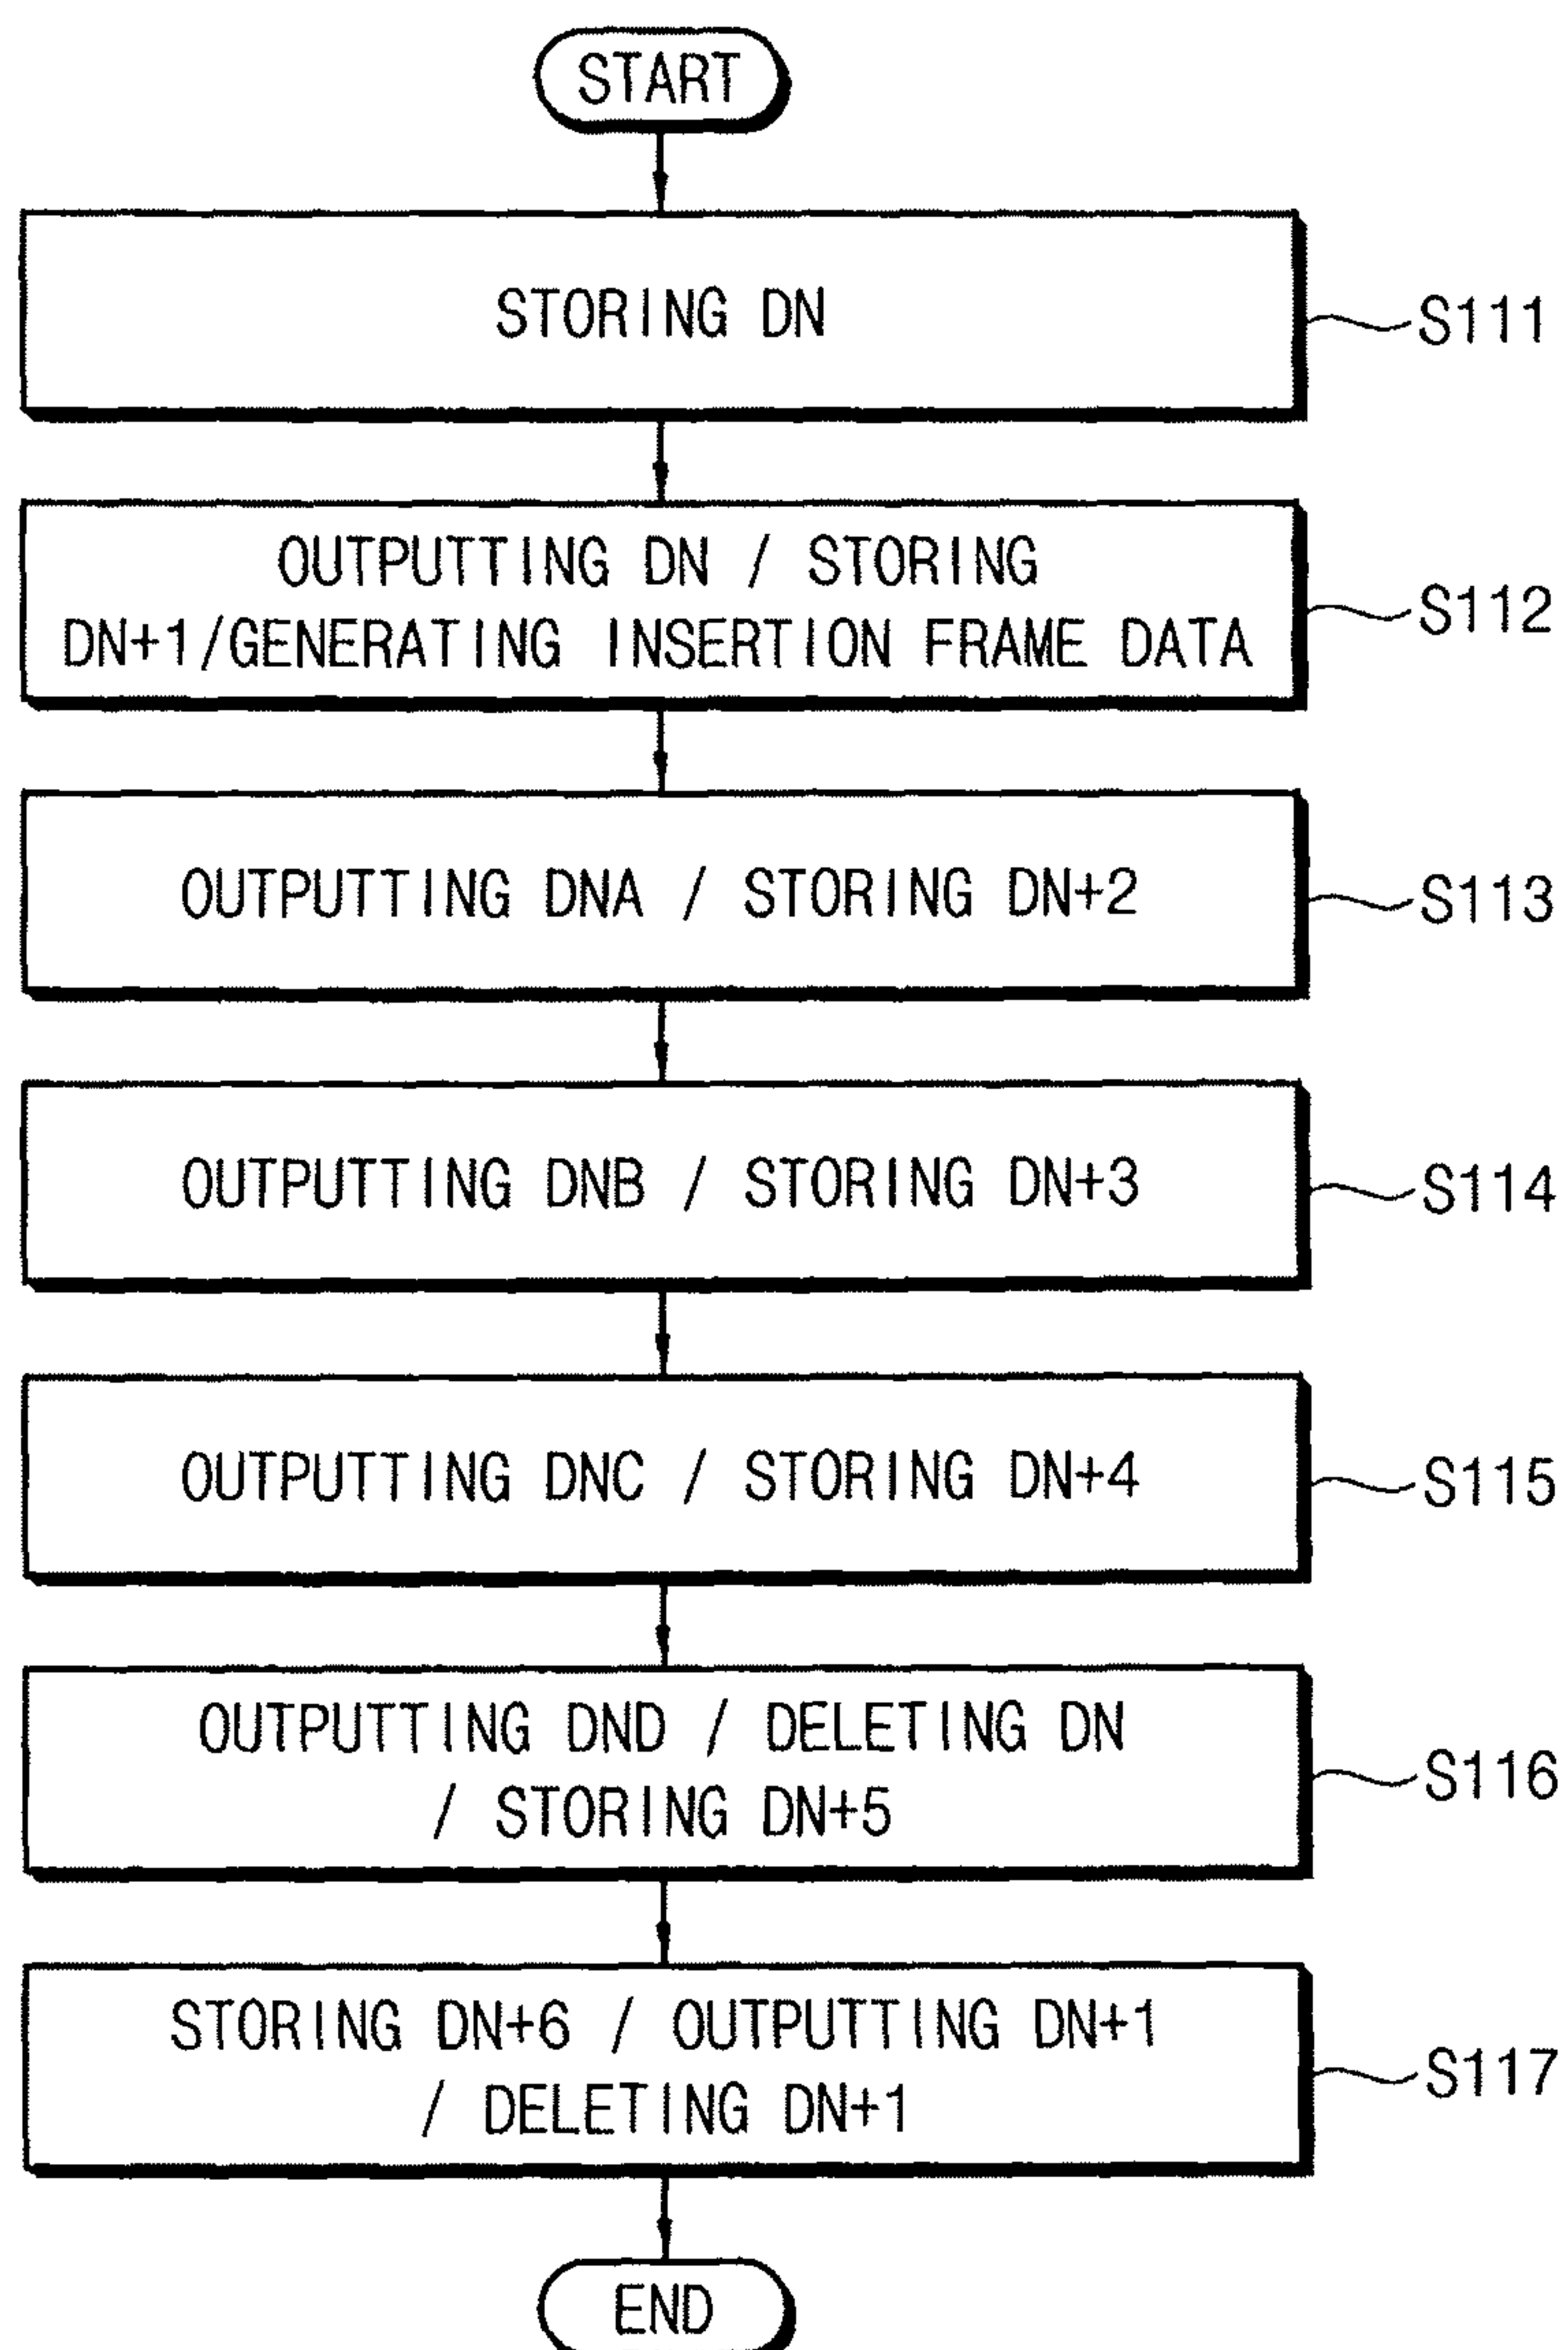 START
STORING DN
S111
OUTPUTTING DN / STORING
DN+1/GENERATING INSERTION FRAME DATA
S112
OUTPUTTING DNA / STORING DN+2
S113
OUTPUTTING DNB / STORING DN+3
S114
OUTPUTTING DNC / STORING DN+4
S115
OUTPUTTING DND / DELETING DN
/ STORING DN+5
S116
STORING DN+6 / OUTPUTTING DN+1
/ DELETING DN+1
S117
END